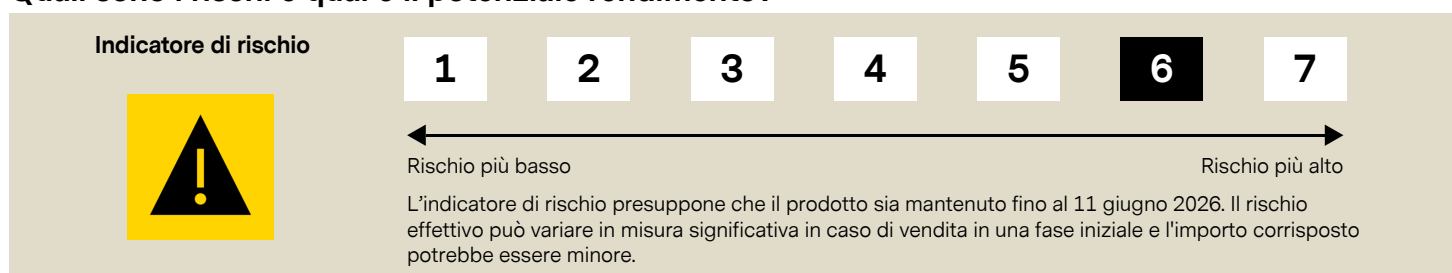 Indicatore di rischio
1 2 3 4 5 6 7
Rischio più basso
Rischio più alto
L'indicatore di rischio presuppone che il prodotto sia mantenuto fino al 11 giugno 2026. Il rischio
effettivo può variare in misura significativa in caso di vendita in una fase iniziale e l'importo corrisposto
potrebbe essere minore.